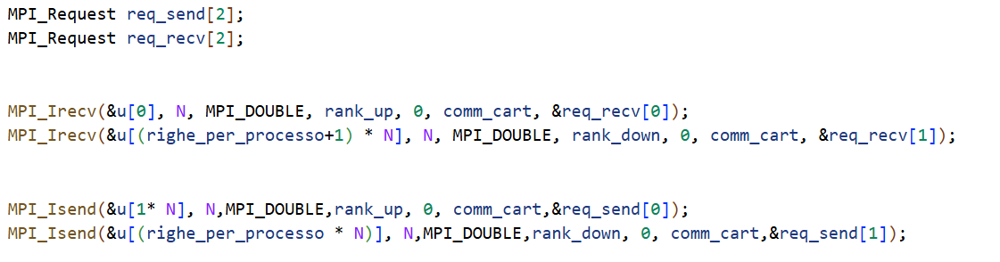 MPI_Request req_send[2];
MPI_Request req_recv[2];
MPI_Irecv(&u[0], N, MPI_DOUBLE, rank_up, 0, comm_cart, &req_recv[0]);
MPI_Irecv(&u[(righe_per_processo+1) * N], N, MPI_DOUBLE, rank_down, 0, comm_cart, &req_recv[1]);
MPI_Isend(&u[1* N], N,MPI_DOUBLE,rank_up, 0, comm_cart,&req_send[0]);
MPI_Isend(&u[(righe_per_processo * N)], N,MPI_DOUBLE,rank_down, 0, comm_cart,&req_send[1]);